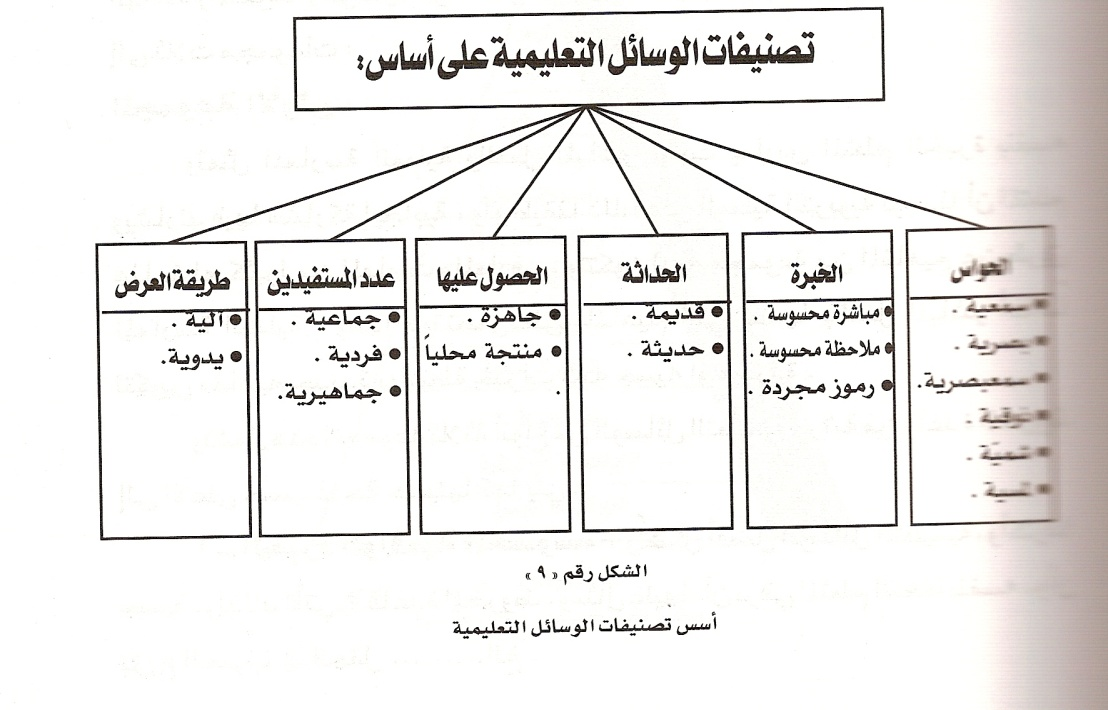 تصنيفات الوسائل التعليمية على أساس:
الحواس
● سمعية .
● بصرية .
● سمعبصرية.
● ذوقية .
● شميّة .
● لمسية .
الخبرة
● مباشرة محسوسة .
● ملاحظة محسوسة .
● رموز مجردة .
الحداثة
● قديمة .
● حديثة .
الحصول عليها
● جاهزة .
● منتجة محلياً
.
عدد المستفيدين
● جماعية .
● فردية .
● جماهيرية.
طريقة العرض
● آلية .
● يدوية.
الشكل رقم « ٩ »
أسس تصنيفات الوسائل التعليمية